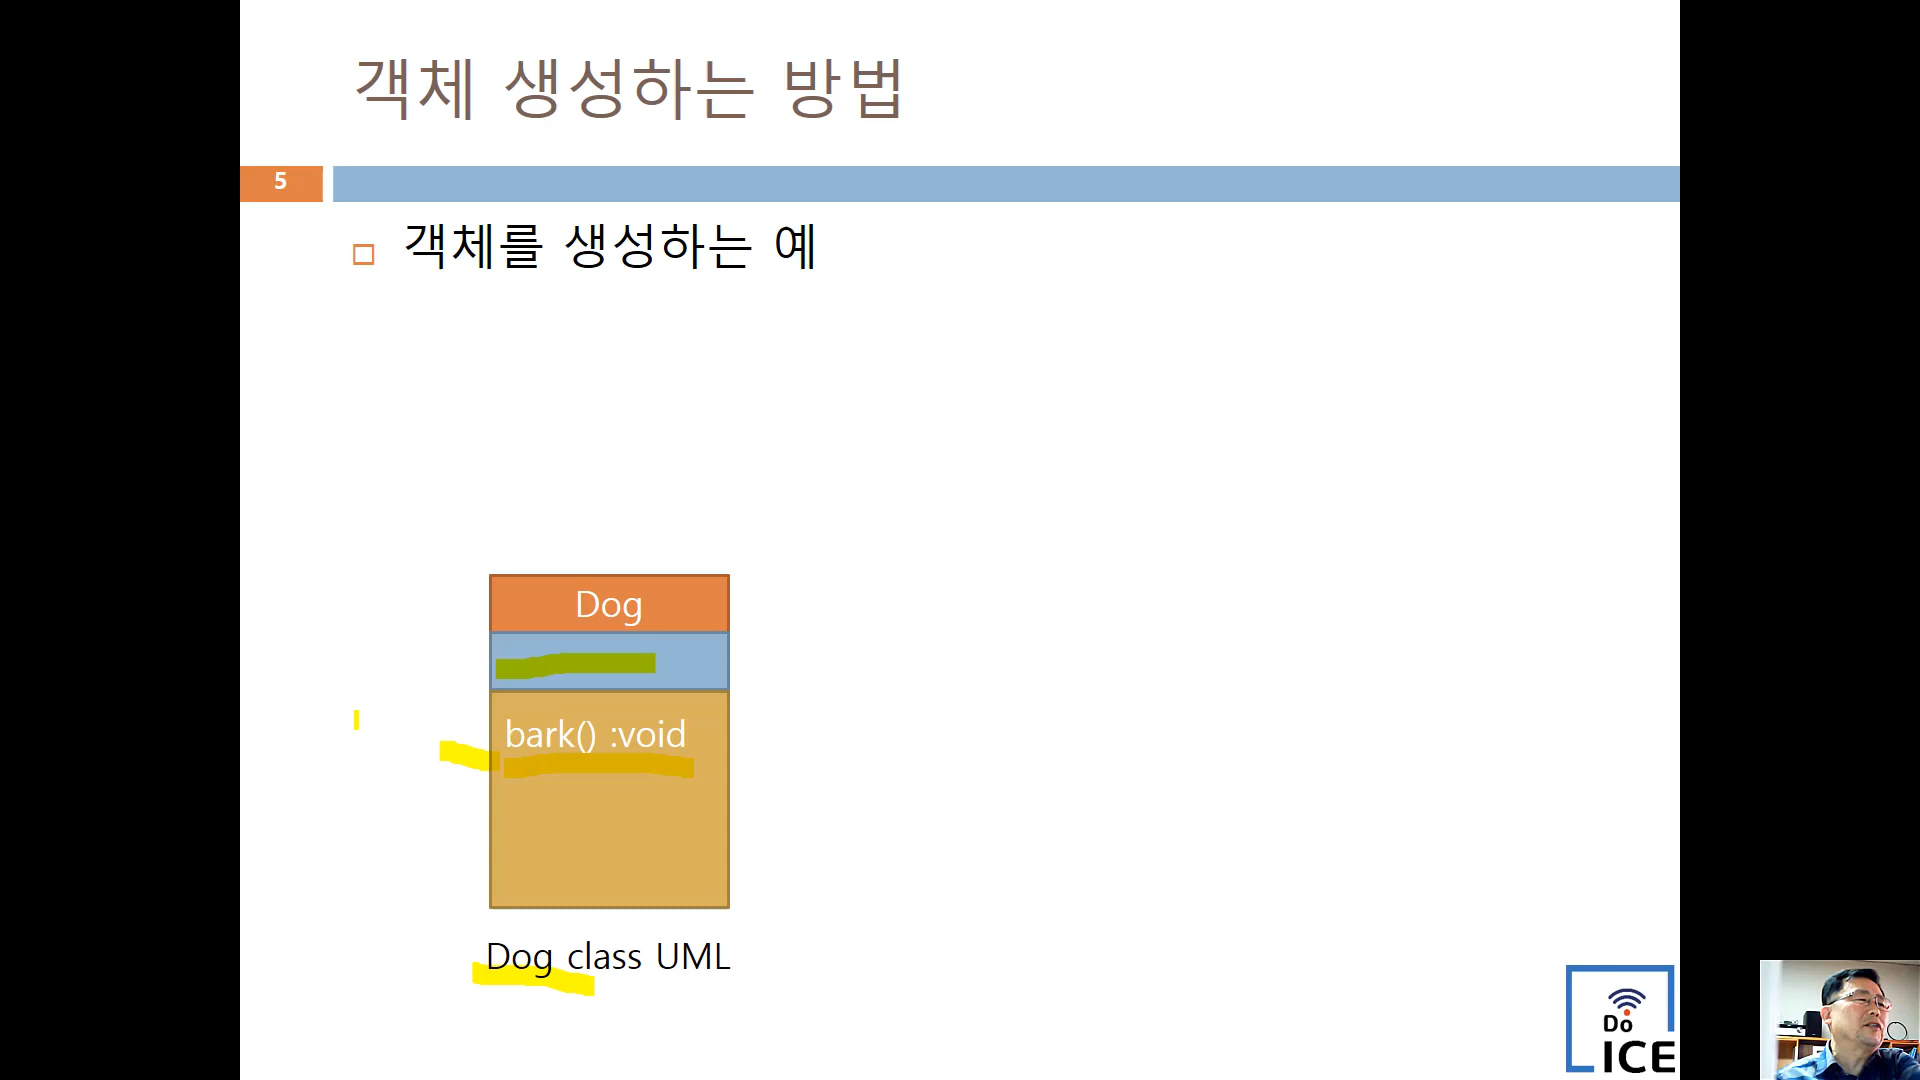 객체 생성하는 방법
5
객체를 생성하는 예
Dog
bark() :void
Dog class UML
Do
ICE